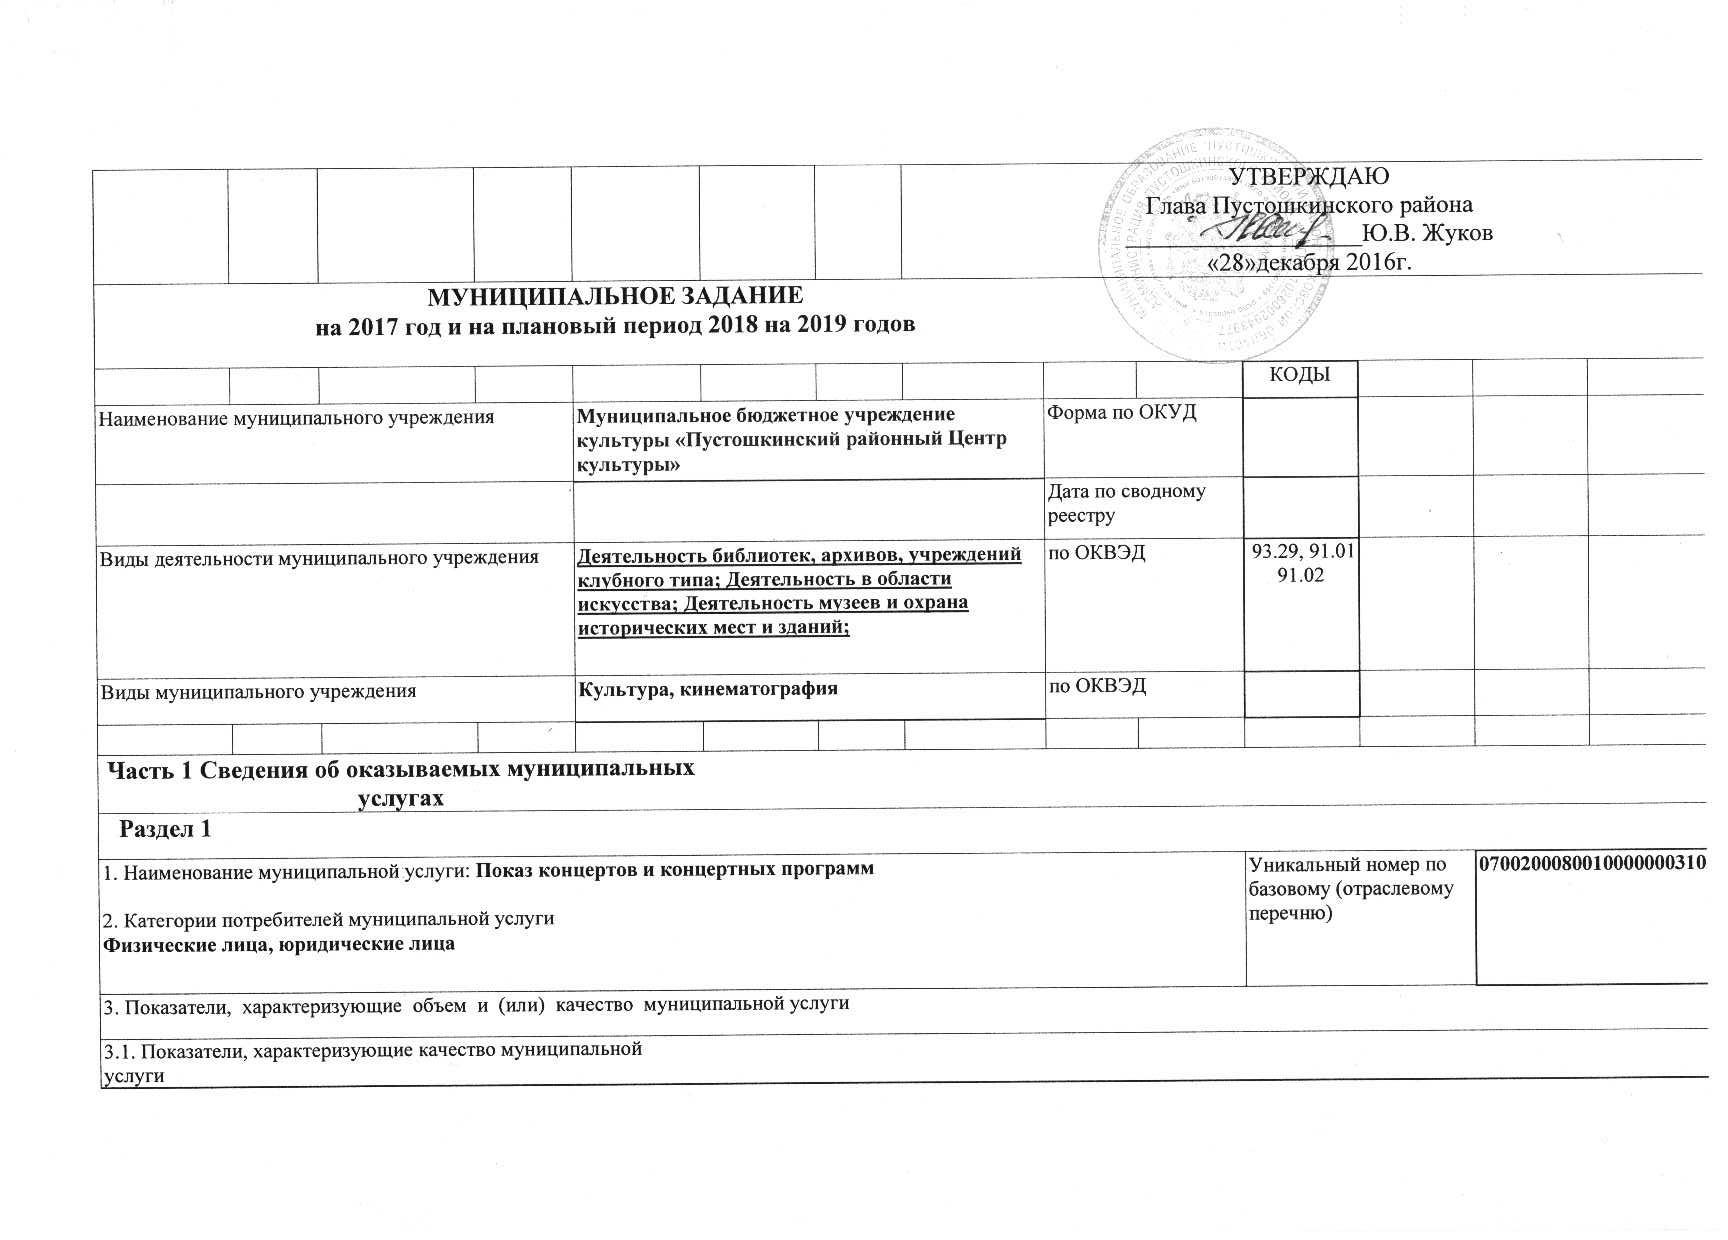 УТВЕРЖДАЮ
Глава Пустошкинского района
Ю.В. Жуков
«28»декабря 2016г.
МУНИЦИПАЛЬНОЕ ЗАДАНИЕ
на 2017 год и на плановый период 2018 на 2019 годов
КОДЫ
Наименование муниципального учреждения
Муниципальное бюджетное учреждение
культуры «Пустошкинский районный Центр
культуры»
Форма по ОКУД
Дата по сводному
реестру
Виды деятельности муниципального учреждения
Деятельность библиотек, архивов, учреждений
клубного типа; Деятельность в области
искусства; Деятельность музеев и охрана
исторических мест и зданий;
по ОКВЭД
93.29, 91.01
91.02
Виды муниципального учреждения
Культура, кинематография
по ОКВЭД
Часть 1 Сведения об оказываемых муниципальных
услугах
Раздел 1
1. Наименование муниципальной услуги: Показ концертов и концертных программ
2. Категории потребителей муниципальной услуги
Физические лица, юридические лица
Уникальный номер по
базовому (отраслевому
перечню)
0700200080010000000310
3. Показатели, характеризующие объем и (или) качество муниципальной услуги
3.1. Показатели, характеризующие качество муниципальной
услуги